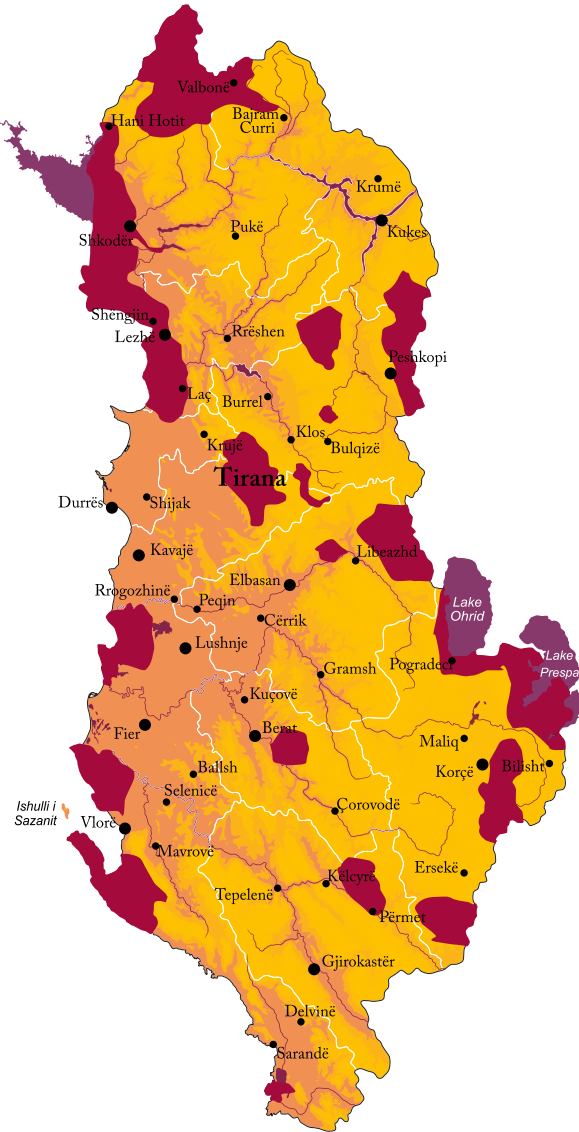 Valbonë
Bajram
Curri
Hani Hotit
Krumë
Pukë
Kukes
Shkodër
Shëngjin
Lezhë
Rrëshen
Peshkopi
Laç
Burrel
Klos
Krujë
Bulqizë
Tirana
Durrës
Shijak
Kavajë
Libeazhd
Elbasan
Rrogozhinë
Peqin
Lake
Ohrid
Cërrik
Lushnje
Lake
Prespa
Pogradeci
Gramsh
Kuçovë
Fier
Berat
Maliq
Korçë
Bilisht
Ballsh
Selenicë
Ishulli i
Sazanit
Çorovodë
Vlorë
Mavrovë
Ersekë
Këlcyrë
Tepelenë
Përmet
Gjirokastër
Delvinë
Sarandë